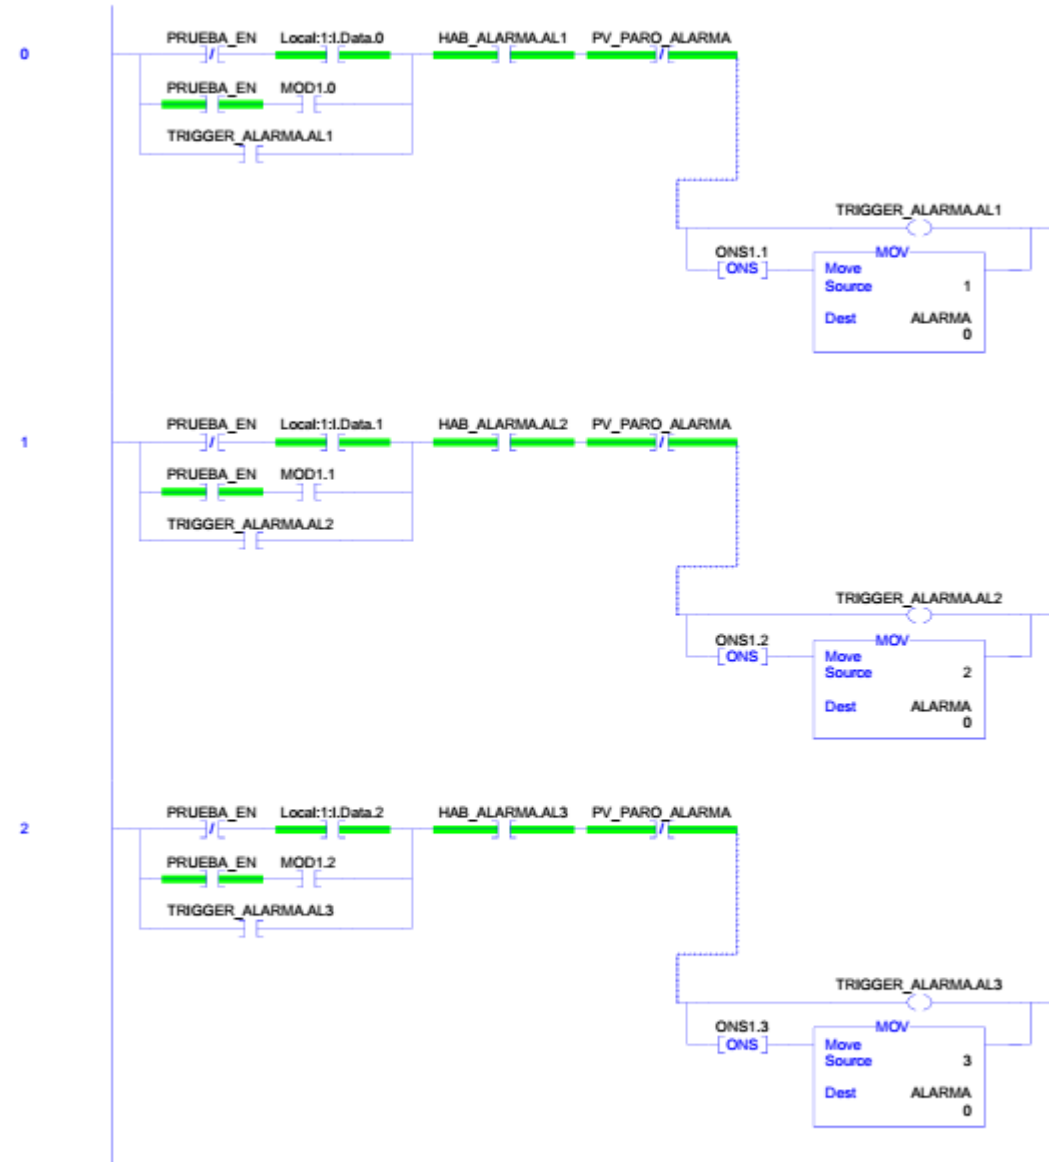 PRUEBA_EN Local:1:I.Data.0 HAB_ALARMA.AL1 PV_PARO_ALARMA
0
PRUEBA_EN MOD1.0
TRIGGER_ALARMA.AL1
TRIGGER_ALARMA.AL1
ONS1.1 MOV
ONS Move
Source 1
Dest ALARMA
0
PRUEBA_EN Local:1:I.Data.1 HAB_ALARMA.AL2 PV_PARO_ALARMA
1
PRUEBA_EN MOD1.1
TRIGGER_ALARMA.AL2
TRIGGER_ALARMA.AL2
ONS1.2 MOV
ONS Move
Source 2
Dest ALARMA
0
PRUEBA_EN Local:1:I.Data.2 HAB_ALARMA.AL3 PV_PARO_ALARMA
2
PRUEBA_EN MOD1.2
TRIGGER_ALARMA.AL3
TRIGGER_ALARMA.AL3
ONS1.3 MOV
ONS Move
Source 3
Dest ALARMA
0